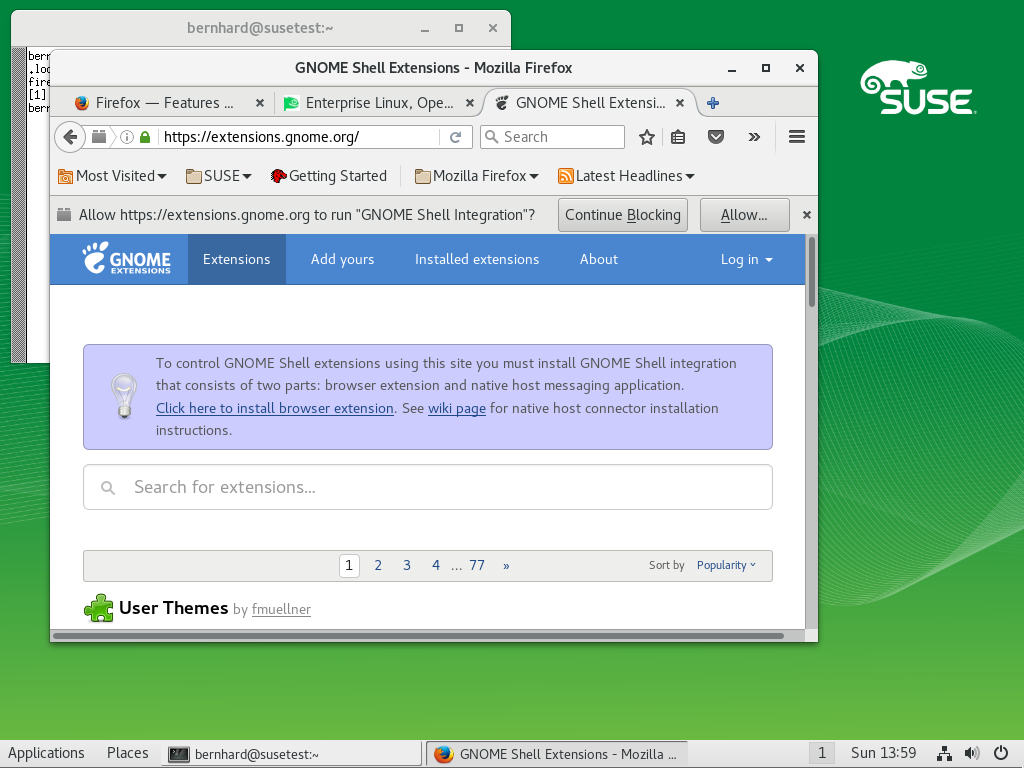 bernhard@susetest:~
bern
.loc
fire
[1]
bern
GNOME Shell Extensions - Mozilla Firefox
Firefox — Features ...
Enterprise Linux, Ope...
GNOME Shell Extensi...
https://extensions.gnome.org/
Search
Most Visited
SUSE
Getting Started
Mozilla Firefox
Latest Headlines
Allow https://extensions.gnome.org to run "GNOME Shell Integration"?
Continue Blocking
Allow...
GNOME EXTENSIONS
Extensions
Add yours
Installed extensions
About
Log in
To control GNOME Shell extensions using this site you must install GNOME Shell integration
that consists of two parts: browser extension and native host messaging application.
Click here to install browser extension. See wiki page for native host connector installation
instructions.
Search for extensions...
1 2 3 4 ... 77 »
Sort by Popularity
User Themes by fmuellner
SUSE
Applications
Places
bernhard@susetest:~
GNOME Shell Extensions - Mozilla ...
1
Sun 13:59